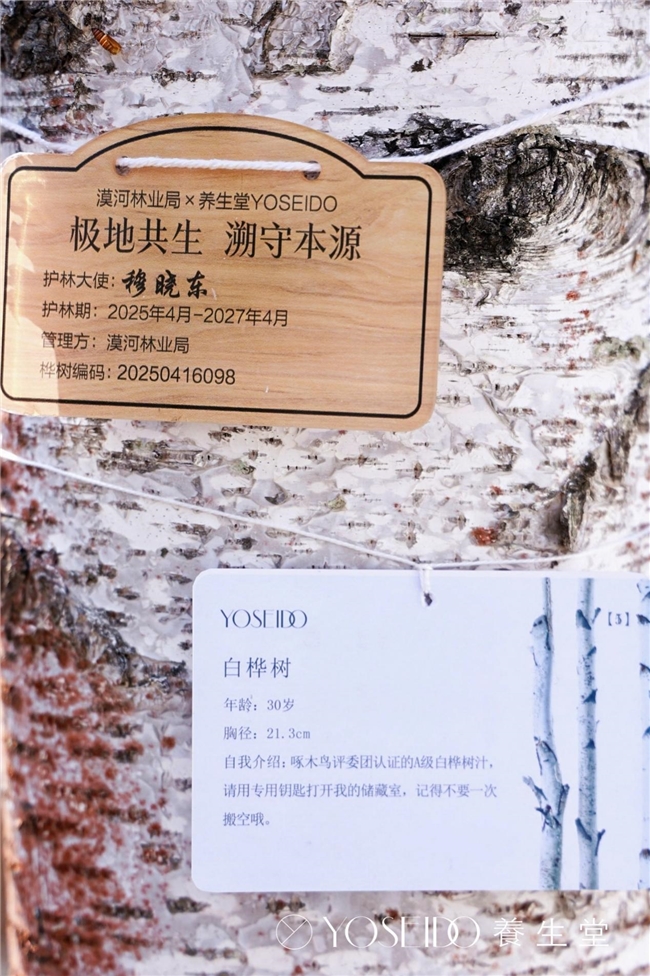 漠河林业局×养生堂YOSEIDO
极地共生 溯守本源
护林大使：穆晓东
护林期：2025年4月-2027年4月
管理方：漠河林业局
桦树编码：20250416098
YOSEIDO
【3】
白桦树
年龄：30岁
胸径：21.3cm
自我介绍：啄木鸟评委团认证的A级白桦树汁，
请用专用钥匙打开我的储藏室，记得不要一次
搬空哦。
YOSEIDO 養生堂